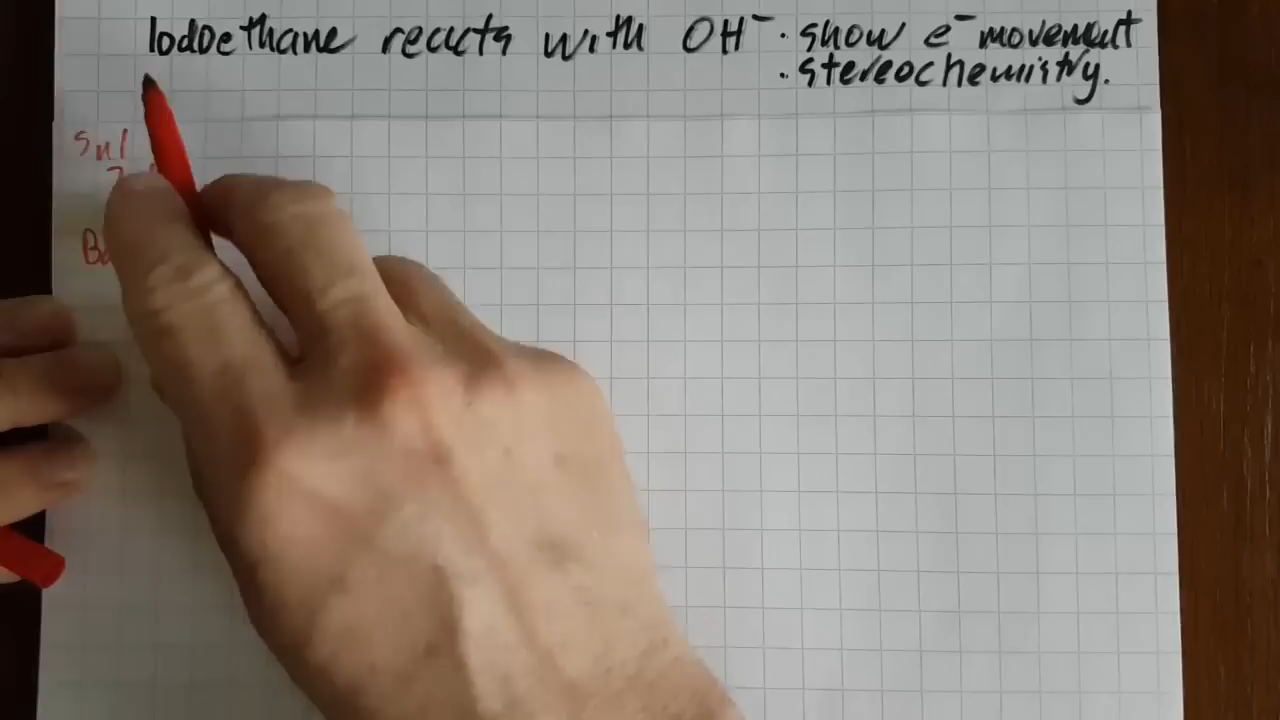 Iodoethane reacts with OH⁻ · show e⁻ movement
· stereochemistry.
Sn1